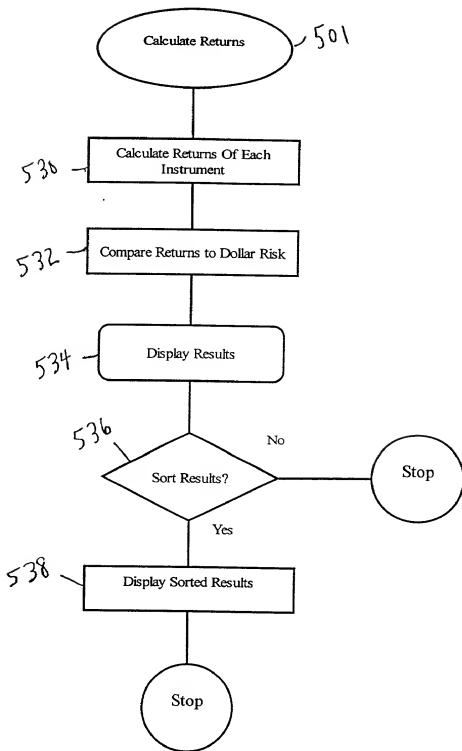 Calculate Returns
501
Calculate Returns Of Each
Instrument
530
Compare Returns to Dollar Risk
532
Display Results
534
536
No
Sort Results?
Stop
Yes
Display Sorted Results
538
Stop